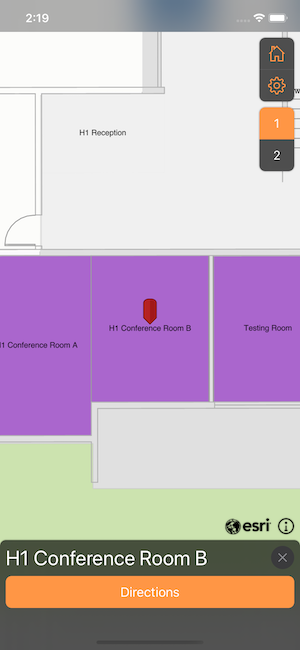 2:19
H1 Reception
1
2
H1 Conference Room B
Testing Room
H1 Conference Room A
esri
H1 Conference Room B
Directions